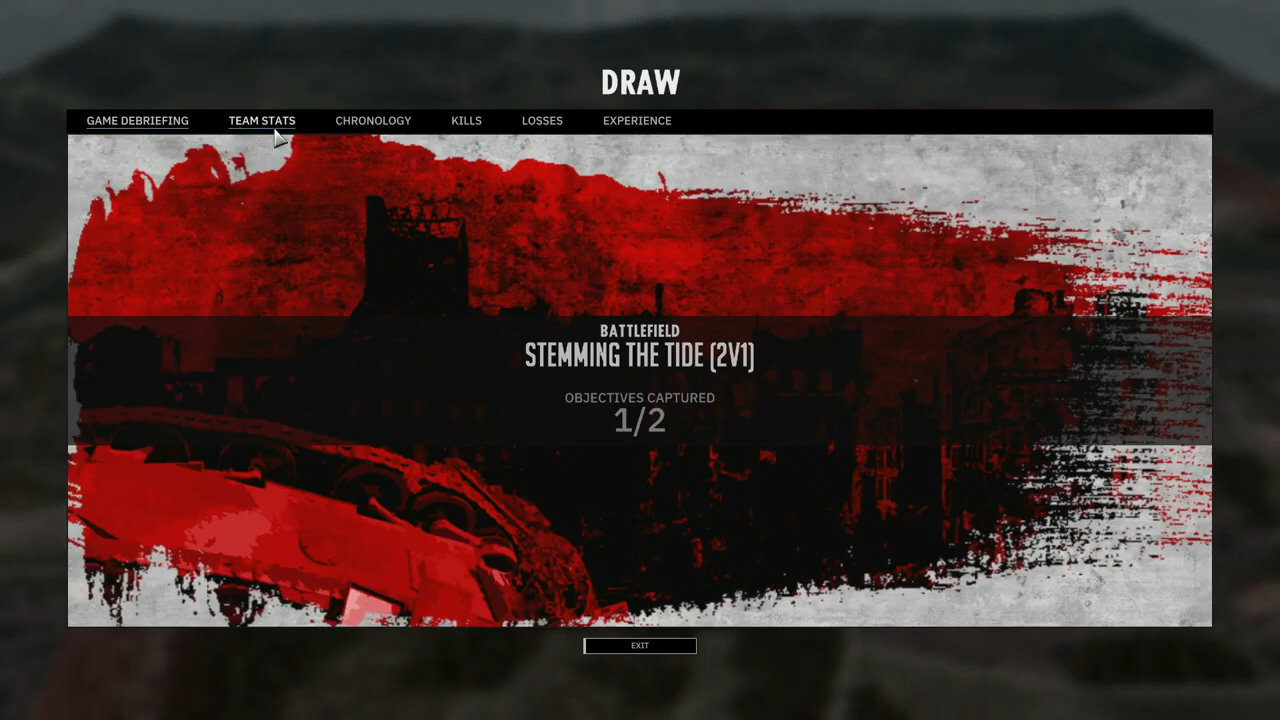 DRAW
GAME DEBRIEFING TEAM STATS CHRONOLOGY KILLS LOSSES EXPERIENCE
BATTLEFIELD
STEMMING THE TIDE (2V1)
OBJECTIVES CAPTURED
1/2
EXIT